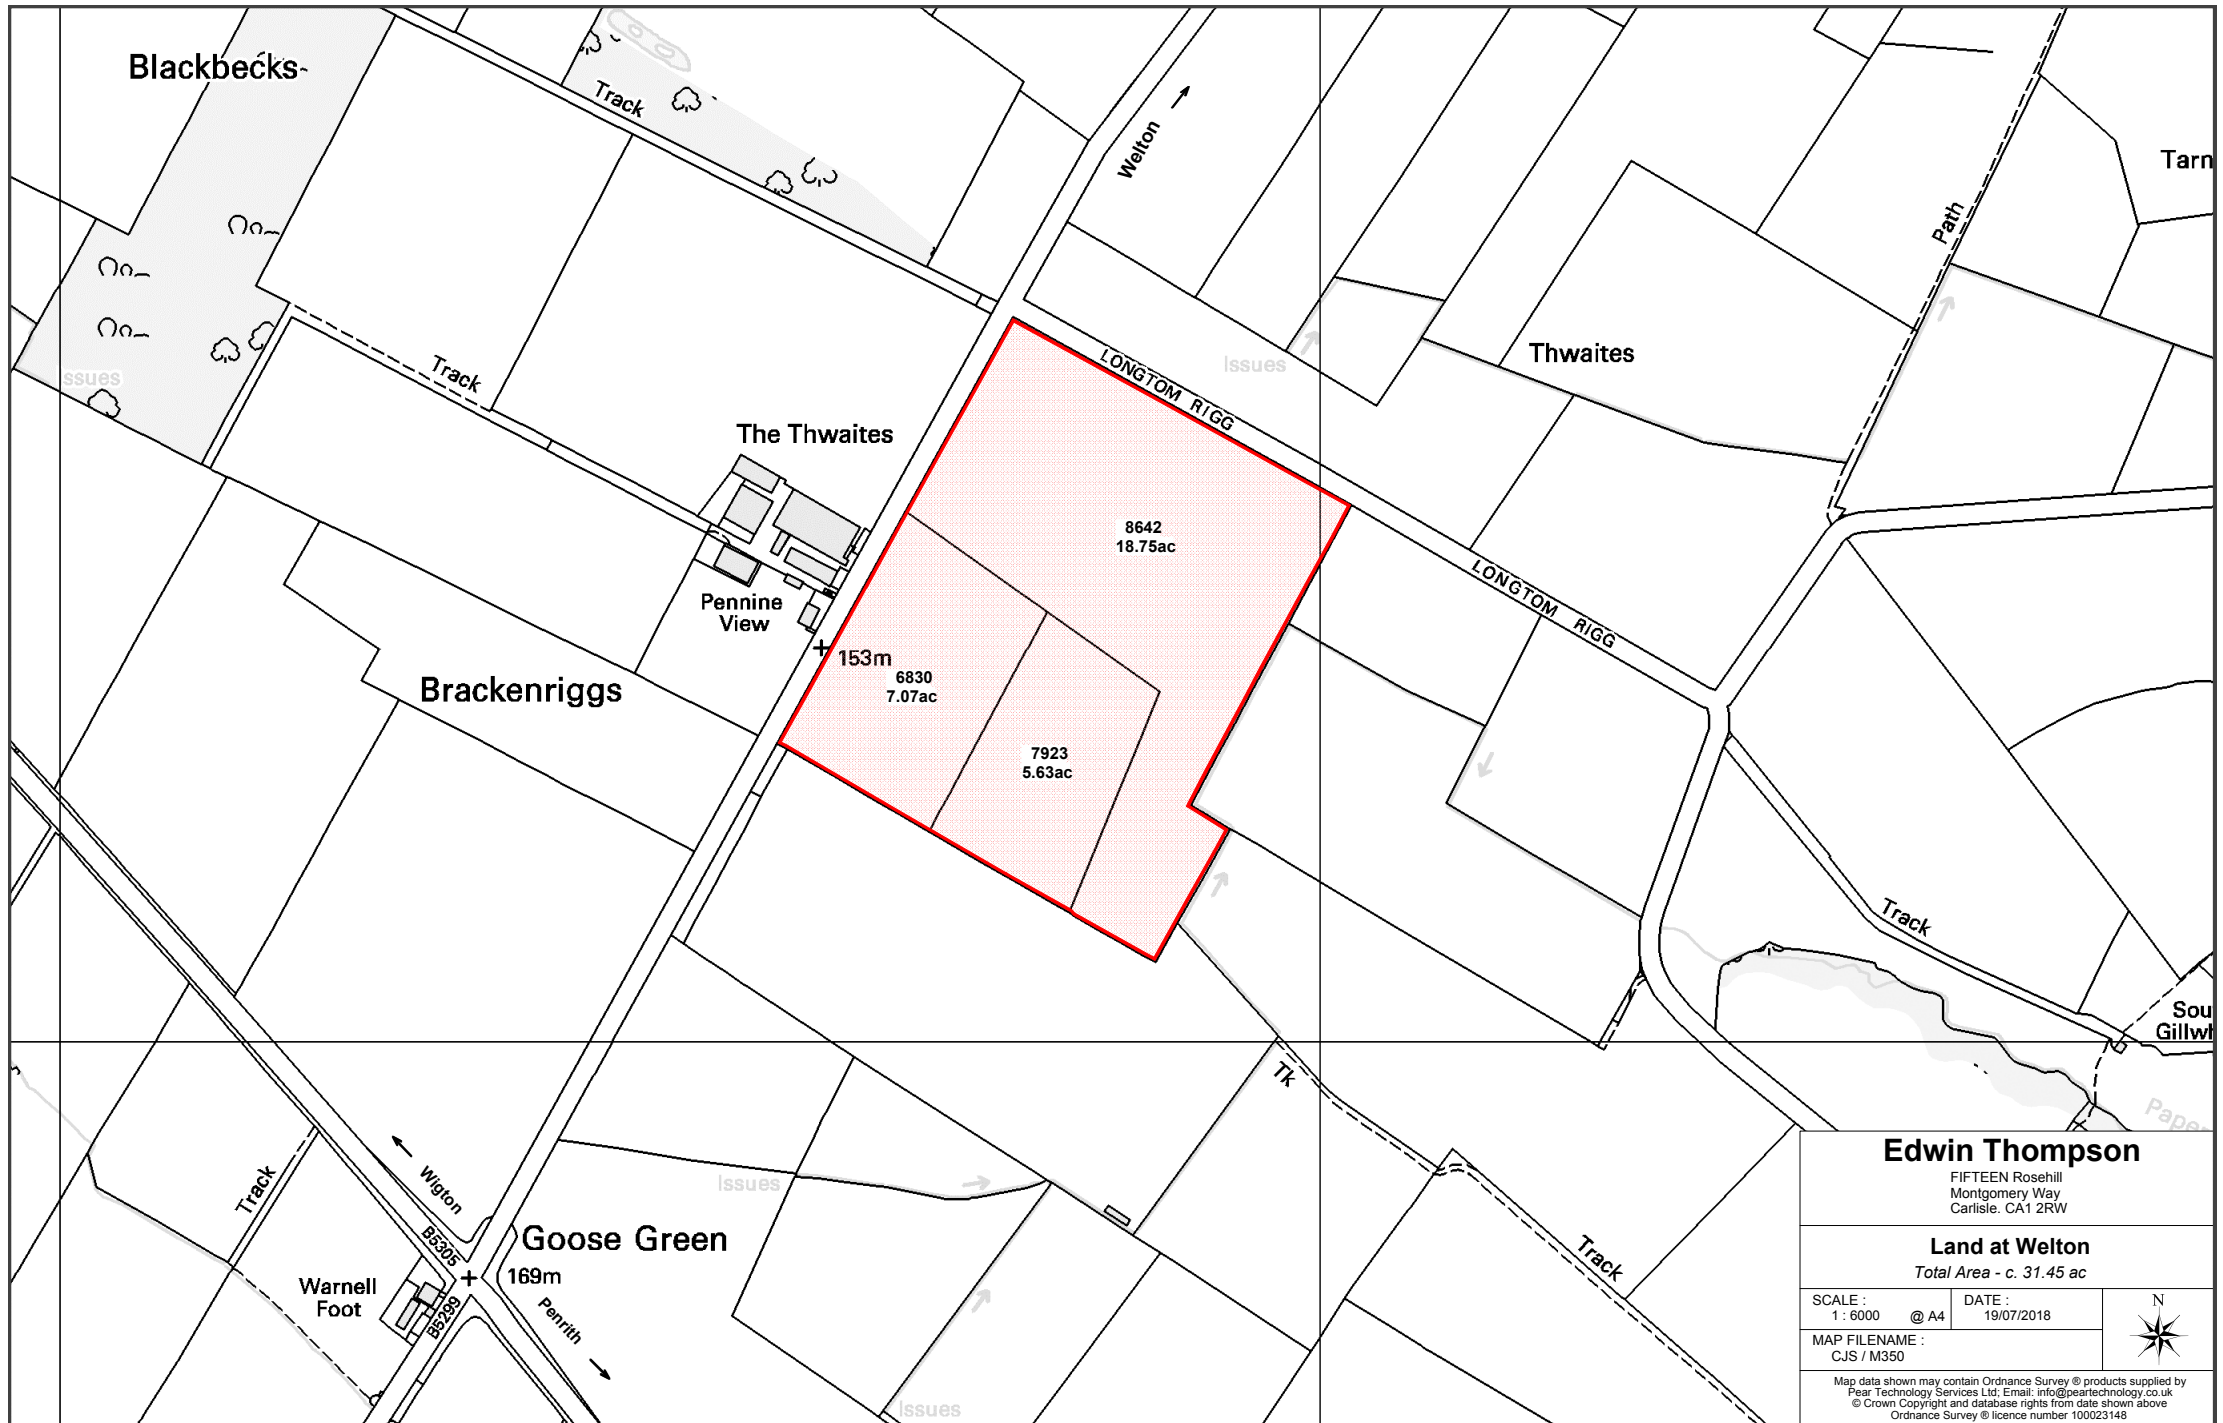 Blackbecks
Track
Welton
Tarn
Path
Issues
Thwaites
ssues
Track
LONGTOM RIGG
The Thwaites
8642
18.75ac
LONGTOM RIGG
Pennine
View
153m
6830
7.07ac
Brackenriggs
7923
5.63ac
Track
Sou
Gillwh
Tk
Paper
Wigton
Track
Issues
B5305
Goose Green
169m
Warnell
Foot
B5299
Penrith
Track
Issues
Edwin Thompson
FIFTEEN Rosehill
Montgomery Way
Carlisle. CA1 2RW
Land at Welton
Total Area - c. 31.45 ac
SCALE :
1 : 6000 @ A4
DATE :
19/07/2018
N
MAP FILENAME :
CJS / M350
Map data shown may contain Ordnance Survey ® products supplied by
Pear Technology Services Ltd; Email: info@peartechnology.co.uk
© Crown Copyright and database rights from date shown above
Ordnance Survey ® licence number 100023148